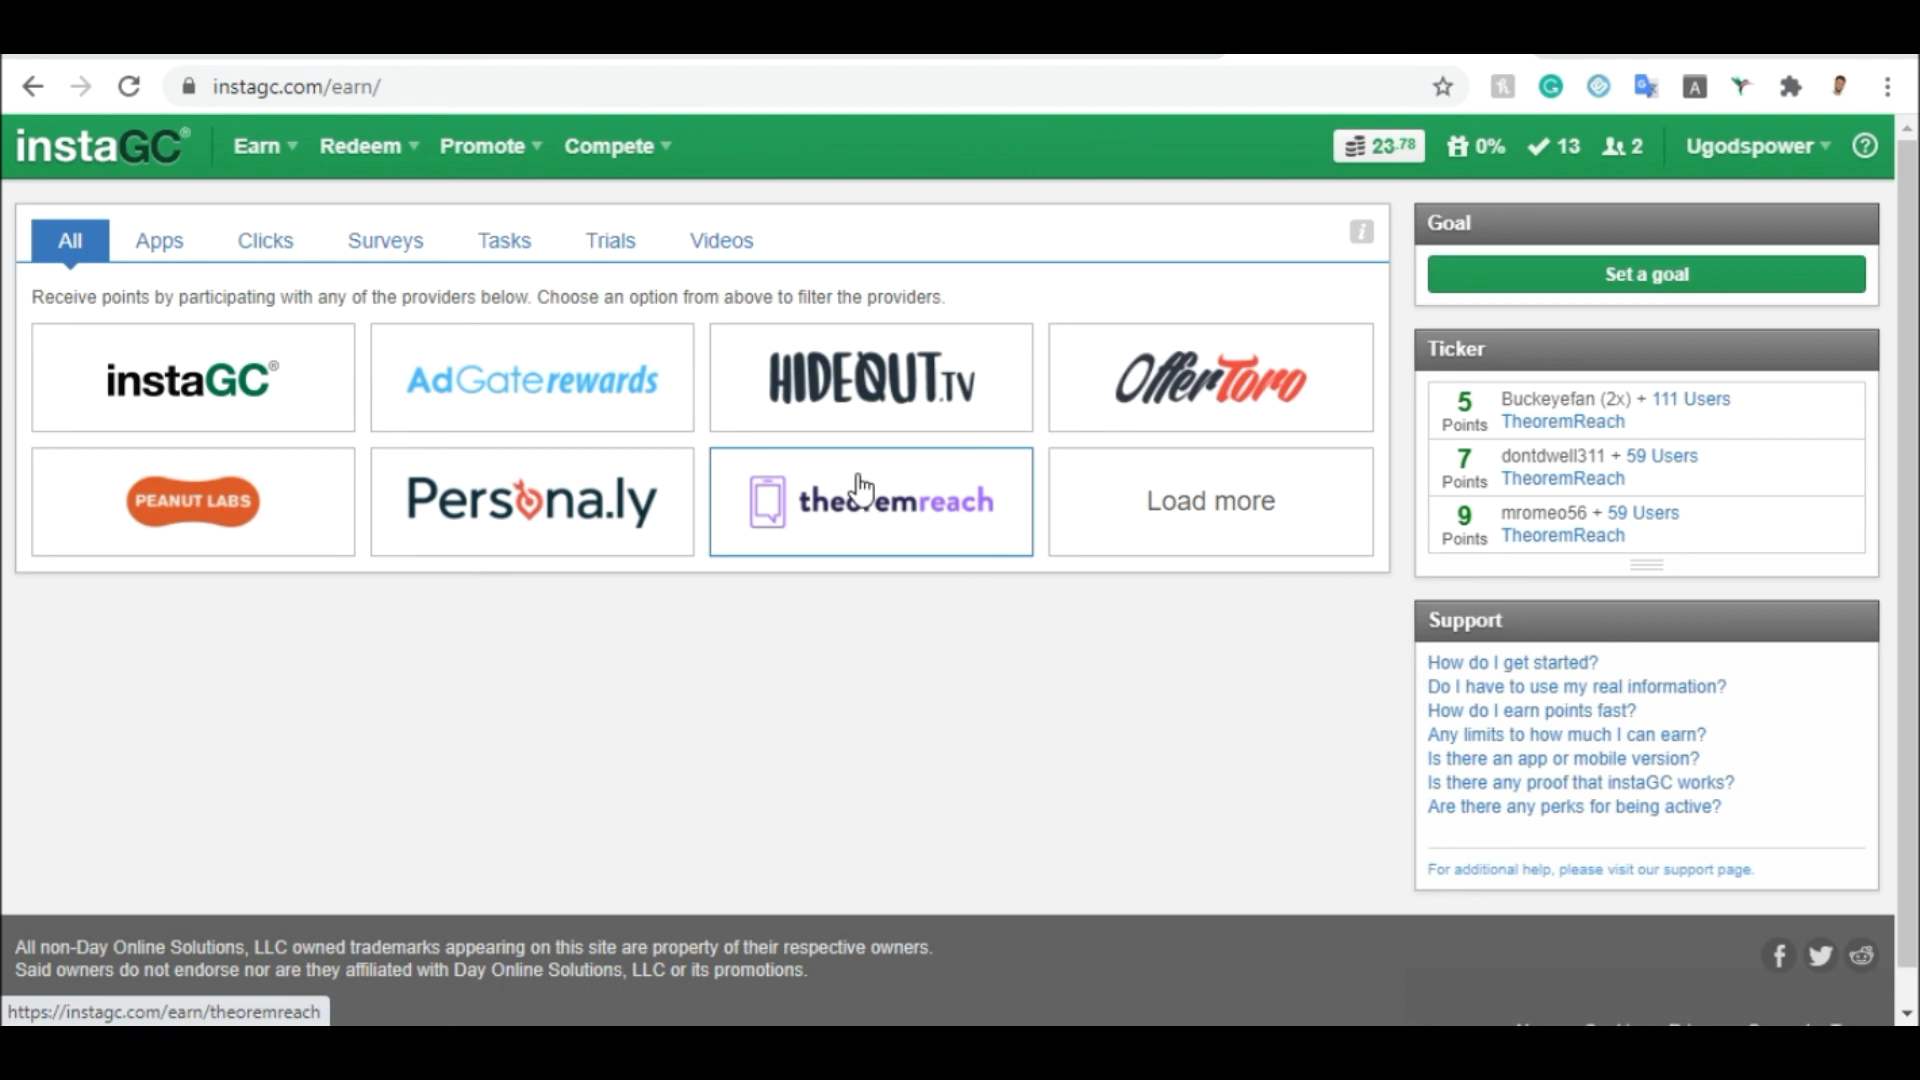 instagc.com/earn/
instaGC® Earn Redeem Promote Compete 23.78 0% 13 2 Ugodspower ?
All Apps Clicks Surveys Tasks Trials Videos i
Receive points by participating with any of the providers below. Choose an option from above to filter the providers.
instaGC® AdGate rewards HIDEOUT.TV OfferToro
PEANUT LABS Persona.ly theoremreach Load more
Goal
Set a goal
Ticker
5 Points Buckeyefan (2x) + 111 Users
TheoremReach
7 Points dontdwell311 + 59 Users
TheoremReach
9 Points mromeo56 + 59 Users
TheoremReach
Support
How do I get started?
Do I have to use my real information?
How do I earn points fast?
Any limits to how much I can earn?
Is there an app or mobile version?
Is there any proof that instaGC works?
Are there any perks for being active?
For additional help, please visit our support page.
All non-Day Online Solutions, LLC owned trademarks appearing on this site are property of their respective owners.
Said owners do not endorse nor are they affiliated with Day Online Solutions, LLC or its promotions.
https://instagc.com/earn/theoremreach